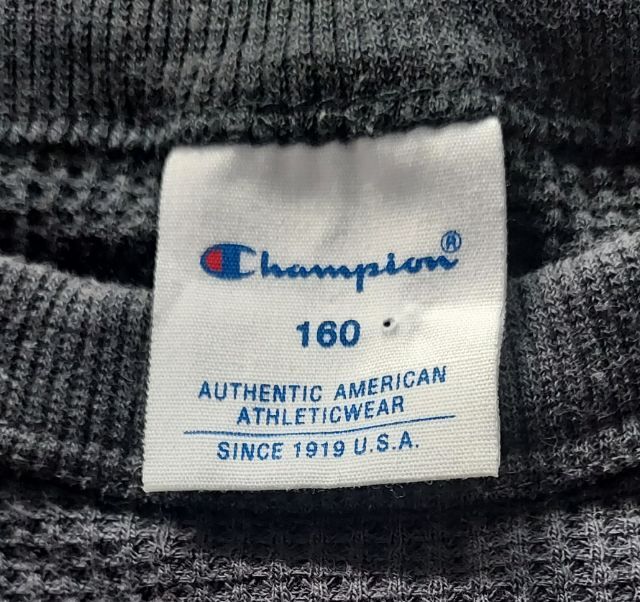 Champion®
160
AUTHENTIC AMERICAN
ATHLETICWEAR
SINCE 1919 U.S.A.